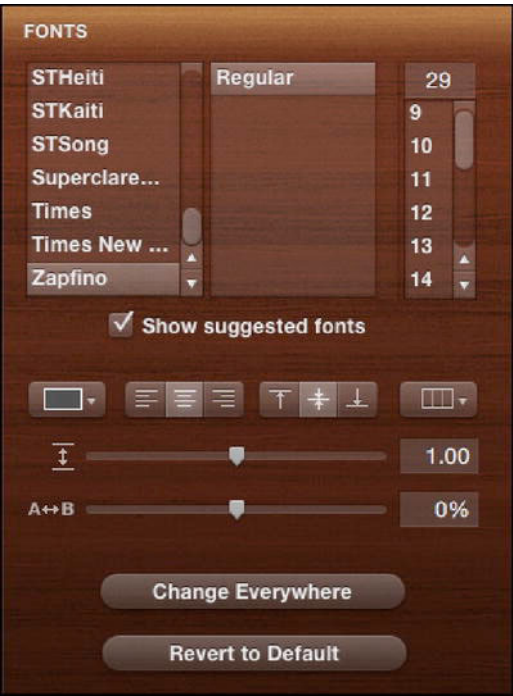 FONTS
STHeiti
STKaiti
STSong
Superclare...
Times
Times New ...
Zapfino
Regular
29
9
10
11
12
13
14
Show suggested fonts
1.00
A↔B
0%
Change Everywhere
Revert to Default